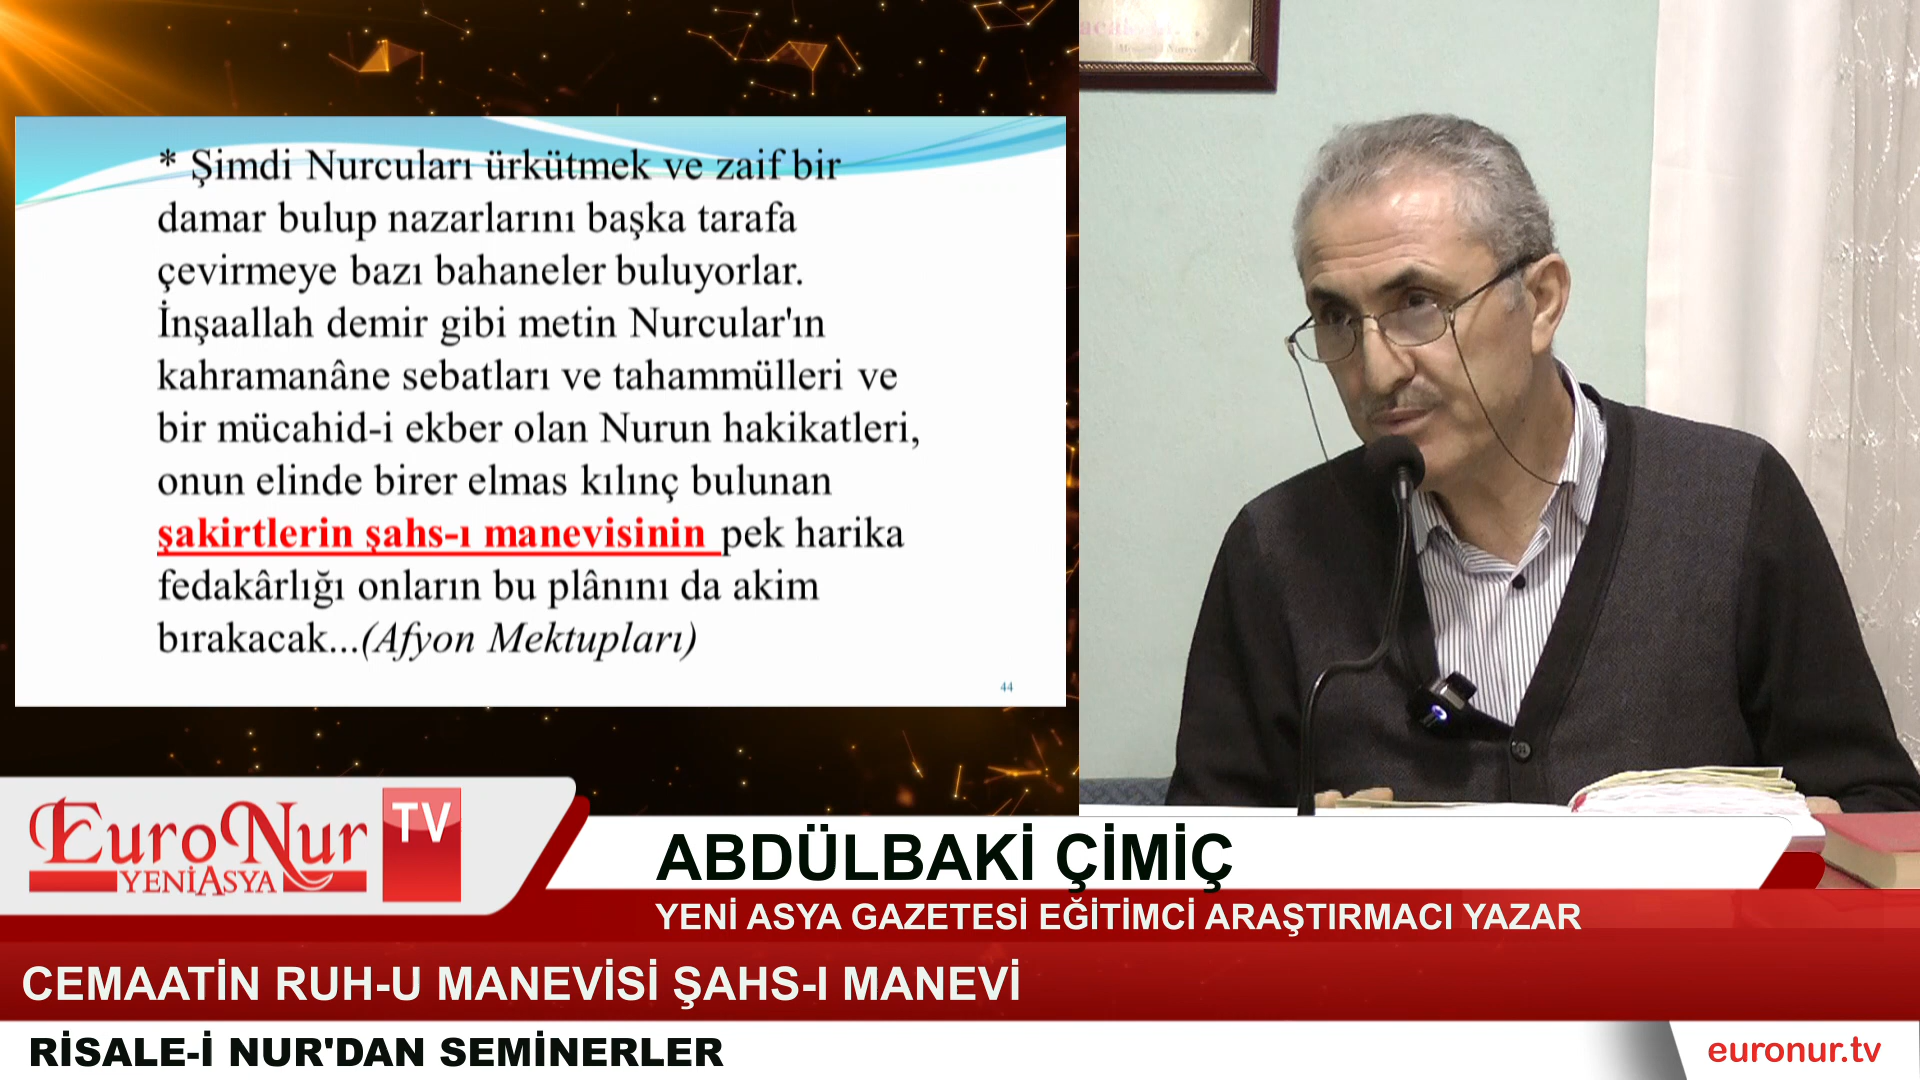 * Şimdi Nurcuları ürkütmek ve zaif bir
damar bulup nazarlarını başka tarafa
çevirmeye bazı bahaneler buluyorlar.
İnşaallah demir gibi metin Nurcular'ın
kahramanâne sebatları ve tahammülleri ve
bir mücahid-i ekber olan Nurun hakikatleri,
onun elinde birer elmas kılınç bulunan
şakirtlerin şahs-ı manevisinin pek harika
fedakârlığı onların bu plânını da akim
bırakacak...(Afyon Mektupları)
44
EuroNur TV
YENİASYA
ABDÜLBAKİ ÇİMİÇ
YENİ ASYA GAZETESİ EĞİTİMCİ ARAŞTIRMACI YAZAR
CEMAATİN RUH-U MANEVİSİ ŞAHS-I MANEVİ
RİSALE-İ NUR'DAN SEMİNERLER
euronur.tv